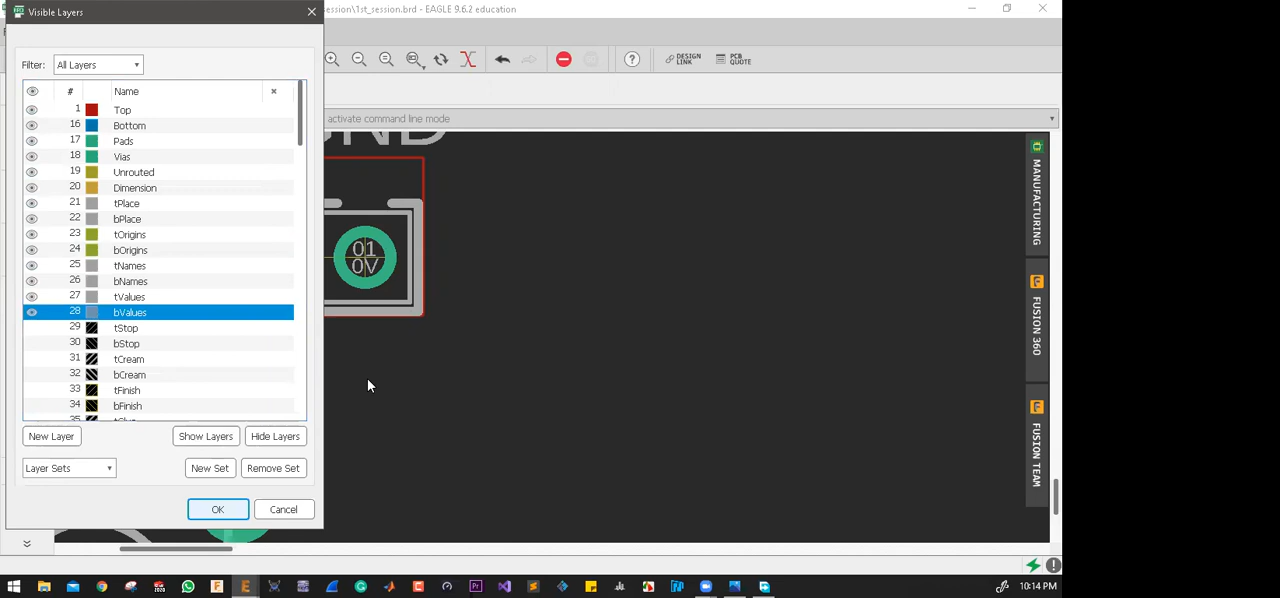 Visible Layers
_session\1st_session.brd - EAGLE 9.6.2 education
Filter: All Layers
DESIGN LINK
PCB QUOTE
# Name
activate command line mode
1 Top
16 Bottom
17 Pads
18 Vias
19 Unrouted
20 Dimension
21 tPlace
22 bPlace
23 tOrigins
24 bOrigins
25 tNames
26 bNames
27 tValues
28 bValues
29 tStop
30 bStop
31 tCream
32 bCream
33 tFinish
34 bFinish
35 tGlue
GND
01
0V
MANUFACTURING
FUSION 360
FUSION TEAM
New Layer Show Layers Hide Layers
Layer Sets New Set Remove Set
OK Cancel
10:14 PM